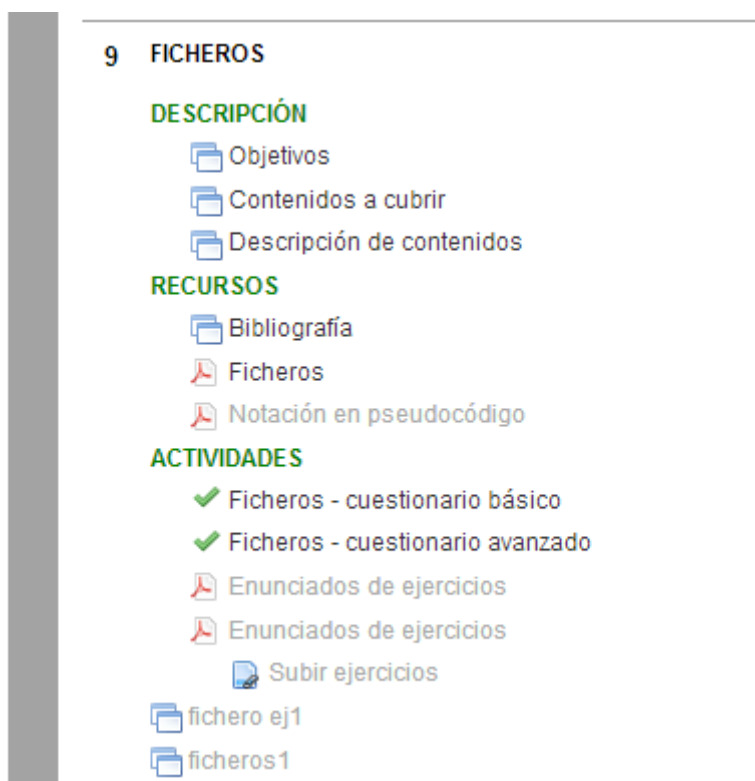 9 FICHEROS
DESCRIPCIÓN
Objetivos
Contenidos a cubrir
Descripción de contenidos
RECURSOS
Bibliografía
Ficheros
Notación en pseudocódigo
ACTIVIDADES
Ficheros - cuestionario básico
Ficheros - cuestionario avanzado
Enunciados de ejercicios
Enunciados de ejercicios
Subir ejercicios
fichero ej1
ficheros1